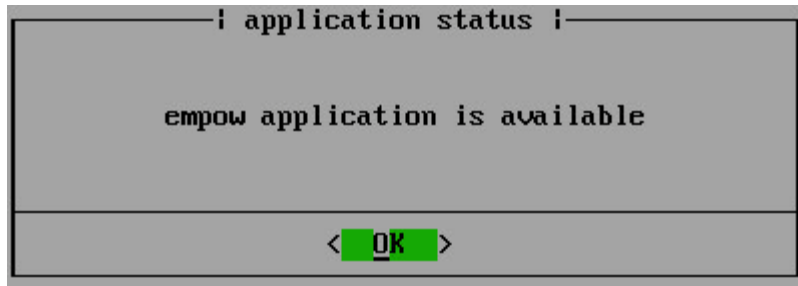 ¦ application status ¦
empow application is available
< OK >